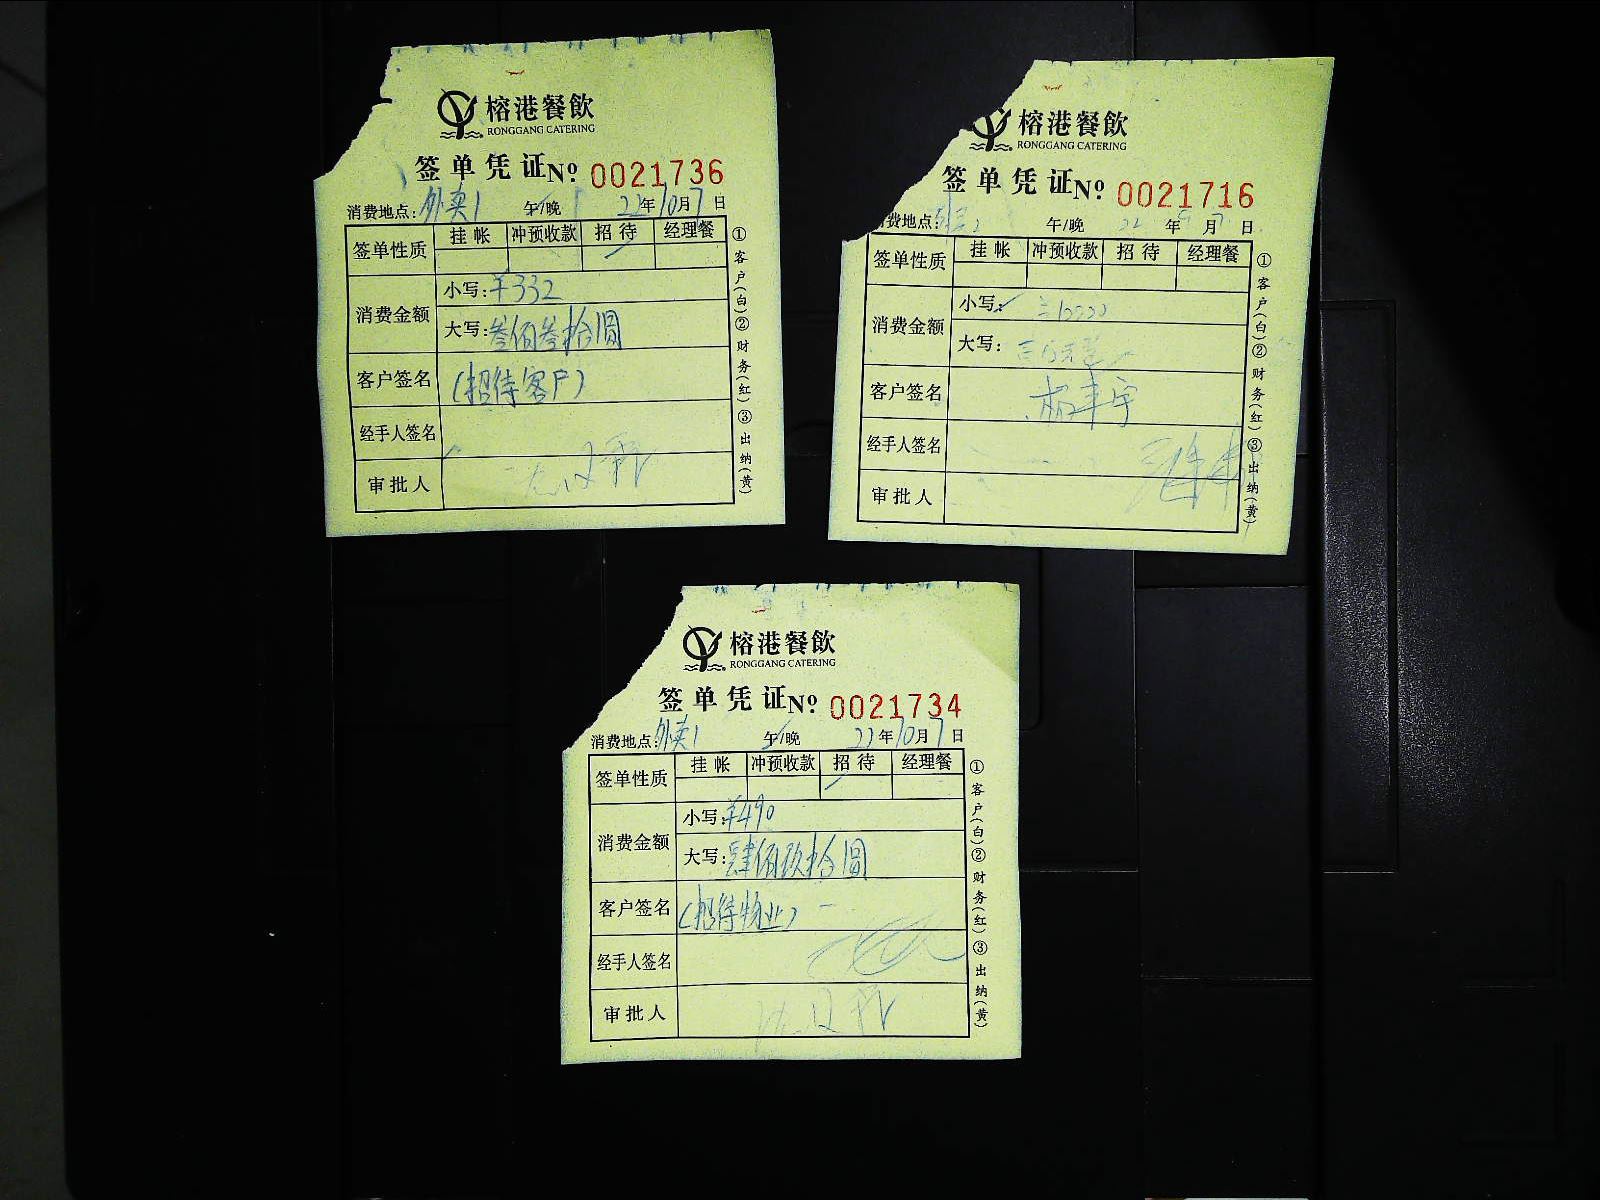 榕港餐飲
RONGGANG CATERING
签单凭证 Nº 0021736
消费地点: 外卖1 午/晚 22年10月7日
签单性质 挂帐 冲预收款 招待 经理餐
消费金额 小写: ¥332
大写: 叁佰叁拾圆
客户签名 (招待客户)
经手人签名
审批人
①客户(白)②财务(红)③出纳(黄)
榕港餐飲
RONGGANG CATERING
签单凭证 Nº 0021716
费地点: 午/晚 22年 月 日
签单性质 挂帐 冲预收款 招待 经理餐
消费金额 小写:
大写:
客户签名
经手人签名
审批人
①客户(白)②财务(红)③出纳(黄)
榕港餐飲
RONGGANG CATERING
签单凭证 Nº 0021734
消费地点: 外卖1 午/晚 22年10月7日
签单性质 挂帐 冲预收款 招待 经理餐
消费金额 小写: ¥490
大写: 肆佰玖拾圆
客户签名 (招待物业)
经手人签名
审批人
①客户(白)②财务(红)③出纳(黄)